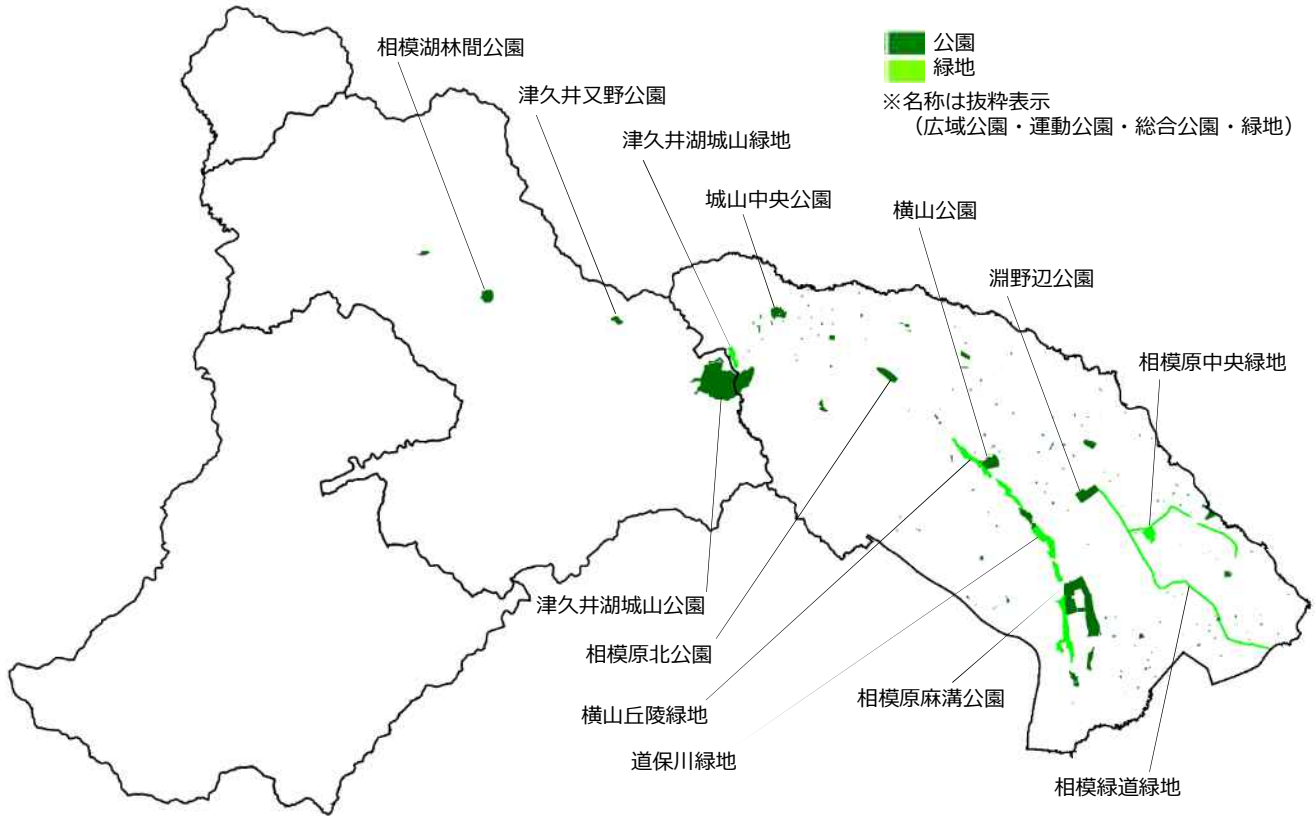 公園
緑地
※名称は抜粋表示
（広域公園・運動公園・総合公園・緑地）
相模湖林間公園
津久井又野公園
津久井湖城山緑地
城山中央公園
横山公園
淵野辺公園
相模原中央緑地
津久井湖城山公園
相模原北公園
横山丘陵緑地
道保川緑地
相模原麻溝公園
相模緑道緑地